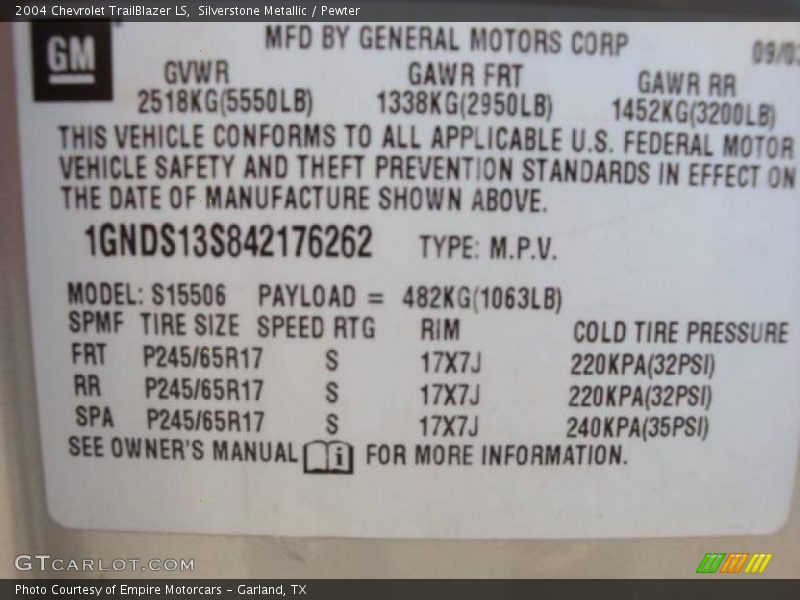 2004 Chevrolet TrailBlazer LS, Silverstone Metallic / Pewter
GM
MFD BY GENERAL MOTORS CORP
GVWR GAWR FRT GAWR RR
2518KG(5550LB) 1338KG(2950LB) 1452KG(3200LB)
THIS VEHICLE CONFORMS TO ALL APPLICABLE U.S. FEDERAL MOTOR
VEHICLE SAFETY AND THEFT PREVENTION STANDARDS IN EFFECT ON
THE DATE OF MANUFACTURE SHOWN ABOVE.
1GNDS13S842176262 TYPE: M.P.V.
MODEL: S15506 PAYLOAD = 482KG(1063LB)
SPMF TIRE SIZE SPEED RTG RIM COLD TIRE PRESSURE
FRT P245/65R17 S 17X7J 220KPA(32PSI)
RR P245/65R17 S 17X7J 220KPA(32PSI)
SPA P245/65R17 S 17X7J 240KPA(35PSI)
SEE OWNER'S MANUAL i FOR MORE INFORMATION.
GTCARLOT.COM
Photo Courtesy of Empire Motorcars - Garland, TX